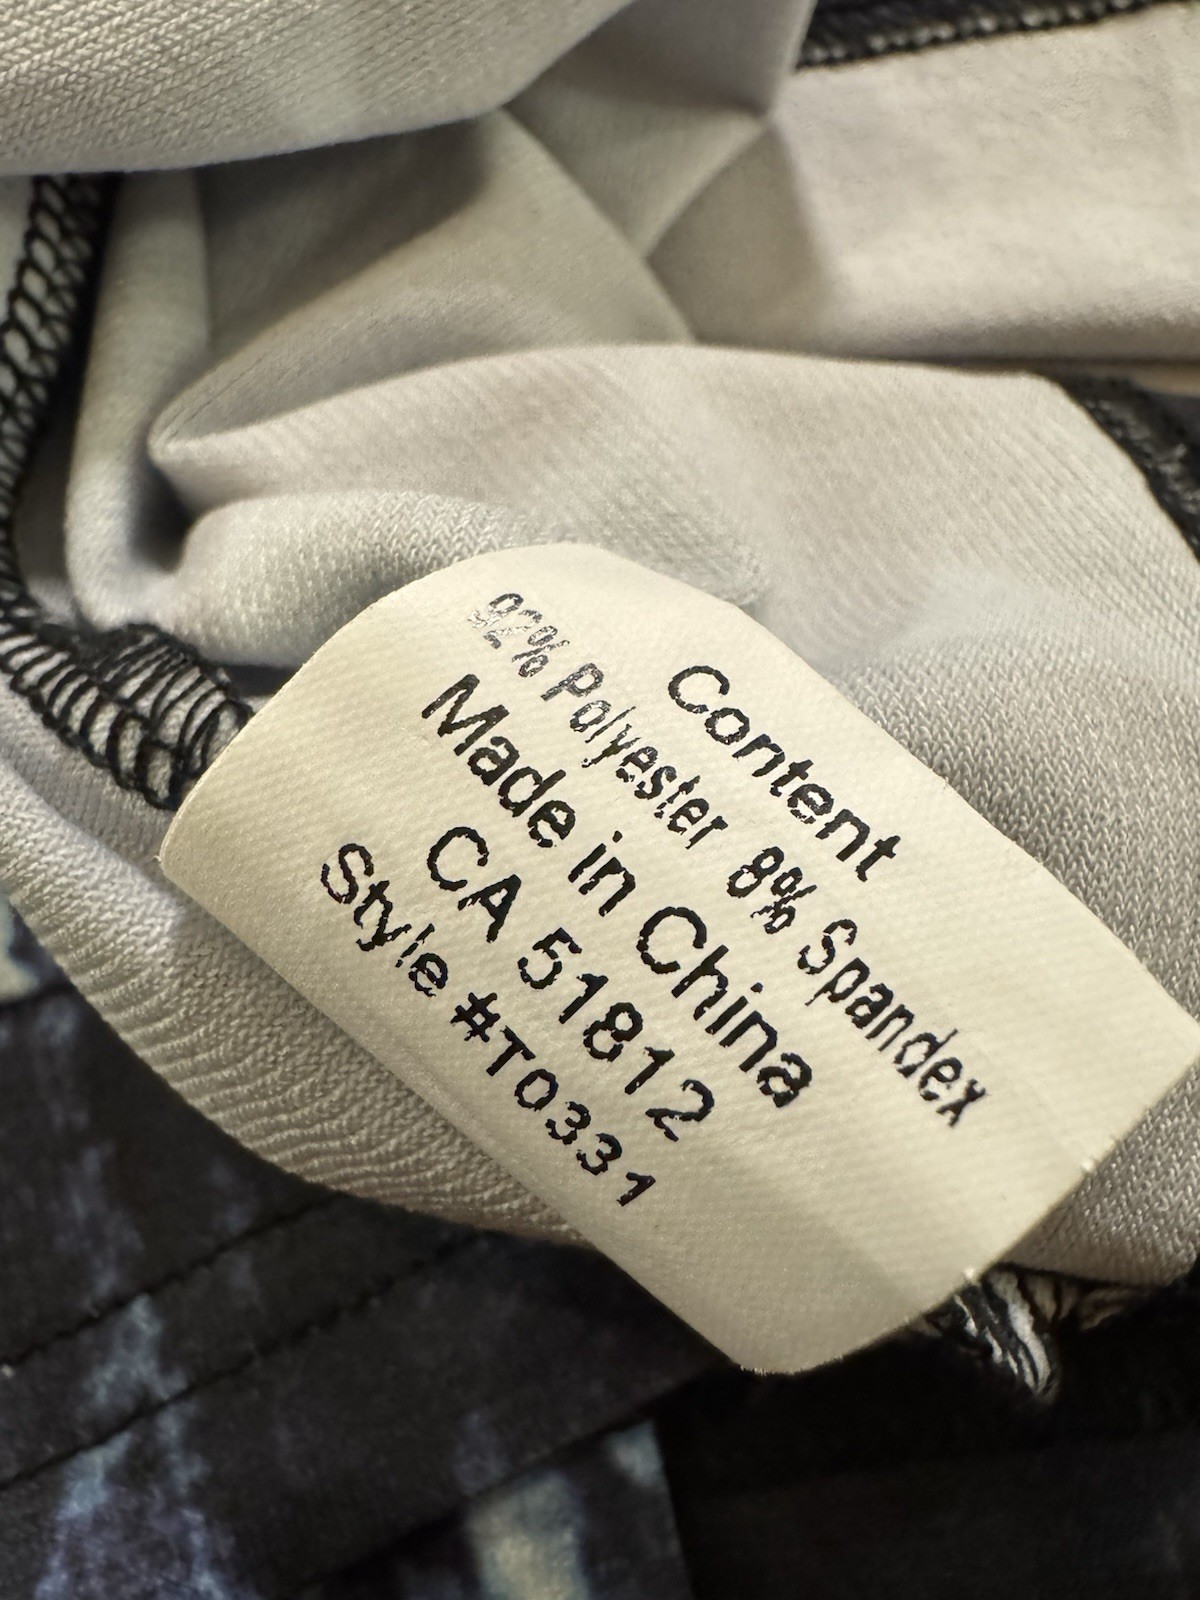 Content
92% Polyester 8% Spandex
Made in China
CA 51812
Style #T0331